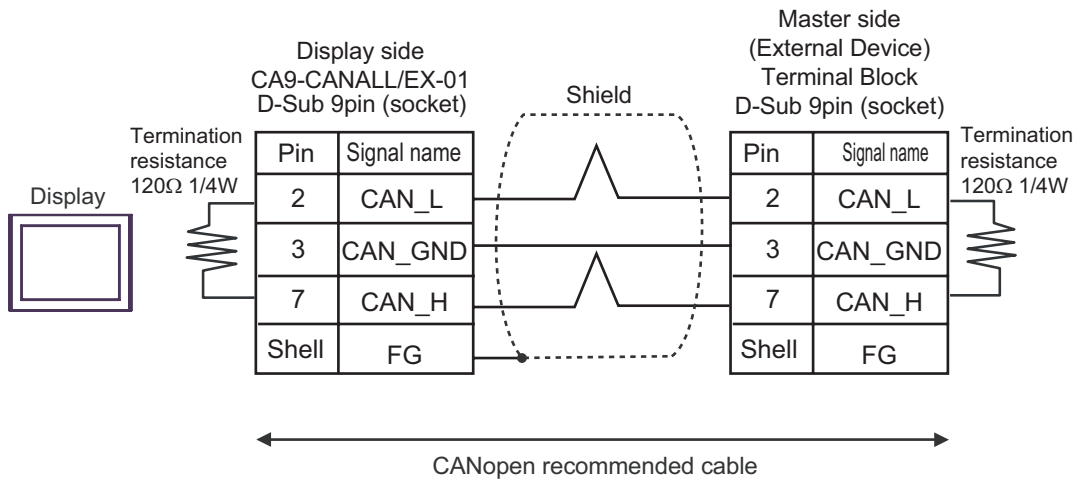 Master side
(External Device)
Terminal Block
D-Sub 9pin (socket)
Display side
CA9-CANALL/EX-01
D-Sub 9pin (socket)
Shield
Termination
resistance
120Ω 1/4W
Display
Pin Signal name
2 CAN_L
3 CAN_GND
7 CAN_H
Shell FG
Pin Signal name
2 CAN_L
3 CAN_GND
7 CAN_H
Shell FG
Termination
resistance
120Ω 1/4W
CANopen recommended cable